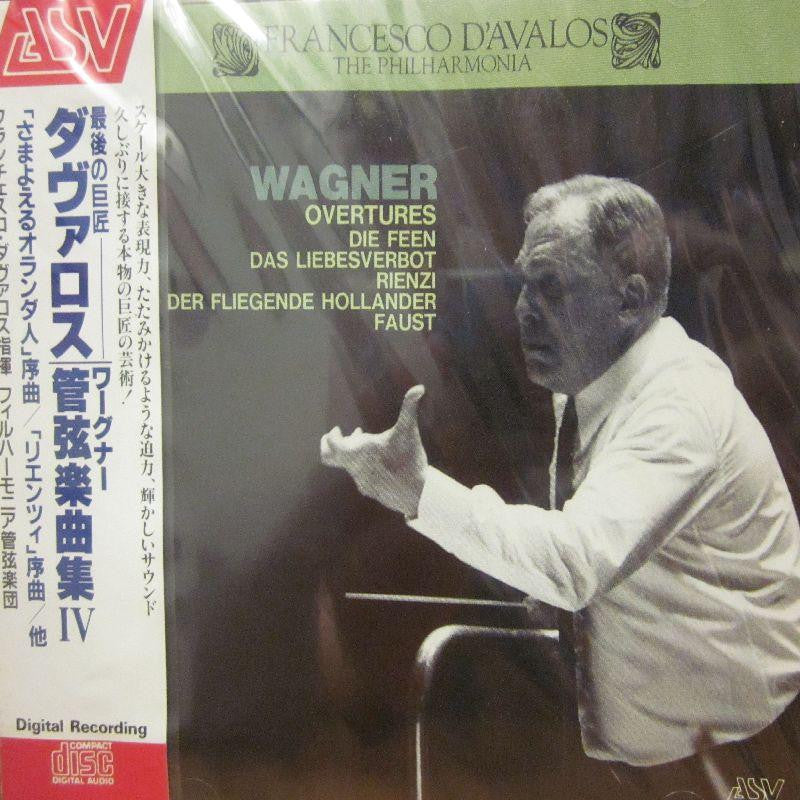 ASV
FRANCESCO D'AVALOS
THE PHILHARMONIA
WAGNER
OVERTURES
DIE FEEN
DAS LIEBESVERBOT
RIENZI
DER FLIEGENDE HOLLANDER
FAUST
スケール大きな表現力、たたみかけるような迫力、輝かしいサウンド
久しぶりに接する本物の巨匠の芸術!
最後の巨匠——ワーグナー
ダヴァロス管弦楽曲集IV
「さまよえるオランダ人」序曲/「リエンツィ」序曲/他
フランチェスコ・ダヴァロス指揮 フィルハーモニア管弦楽団
Digital Recording
COMPACT
disc
DIGITAL AUDIO
ASV